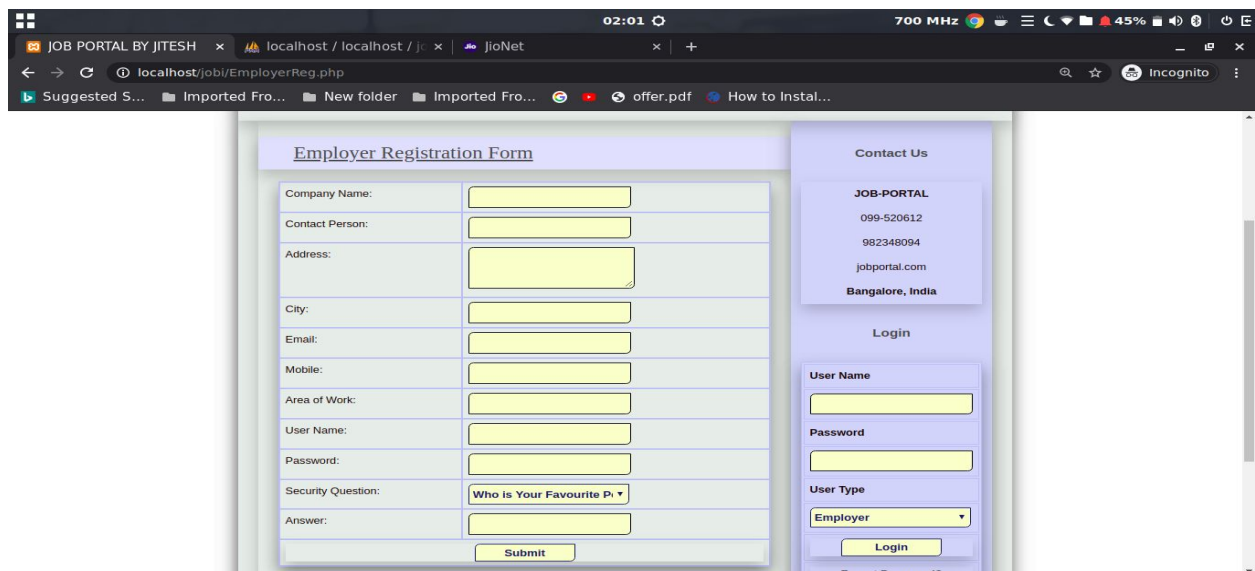 02:01
700 MHz
45%
JOB PORTAL BY JITESH
localhost / localhost / jo
JioNet
localhost/jobi/EmployerReg.php
Incognito
Suggested S...
Imported Fro...
New folder
Imported Fro...
offer.pdf
How to Instal...
Employer Registration Form
Company Name:
Contact Person:
Address:
City:
Email:
Mobile:
Area of Work:
User Name:
Password:
Security Question:
Who is Your Favourite P
Answer:
Submit
Contact Us
JOB-PORTAL
099-520612
982348094
jobportal.com
Bangalore, India
Login
User Name
Password
User Type
Employer
Login